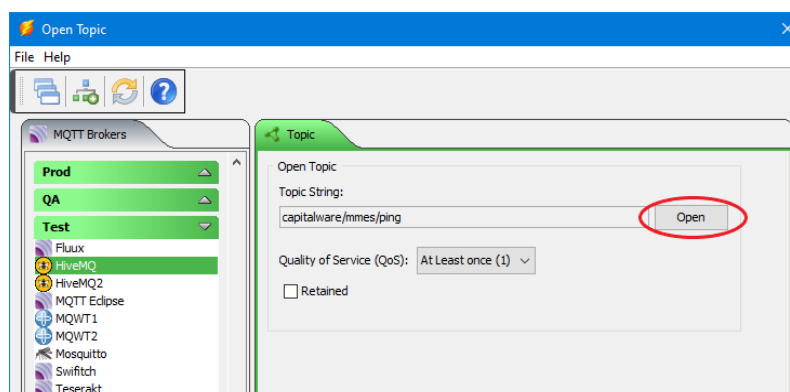 Open Topic
File Help
MQTT Brokers
Topic
Prod
QA
Test
Fluux
HiveMQ
HiveMQ2
MQTT Eclipse
MQWT1
MQWT2
Mosquitto
Swifitch
Teserakt
Open Topic
Topic String:
capitalware/mmes/ping Open
Quality of Service (QoS): At Least once (1)
Retained